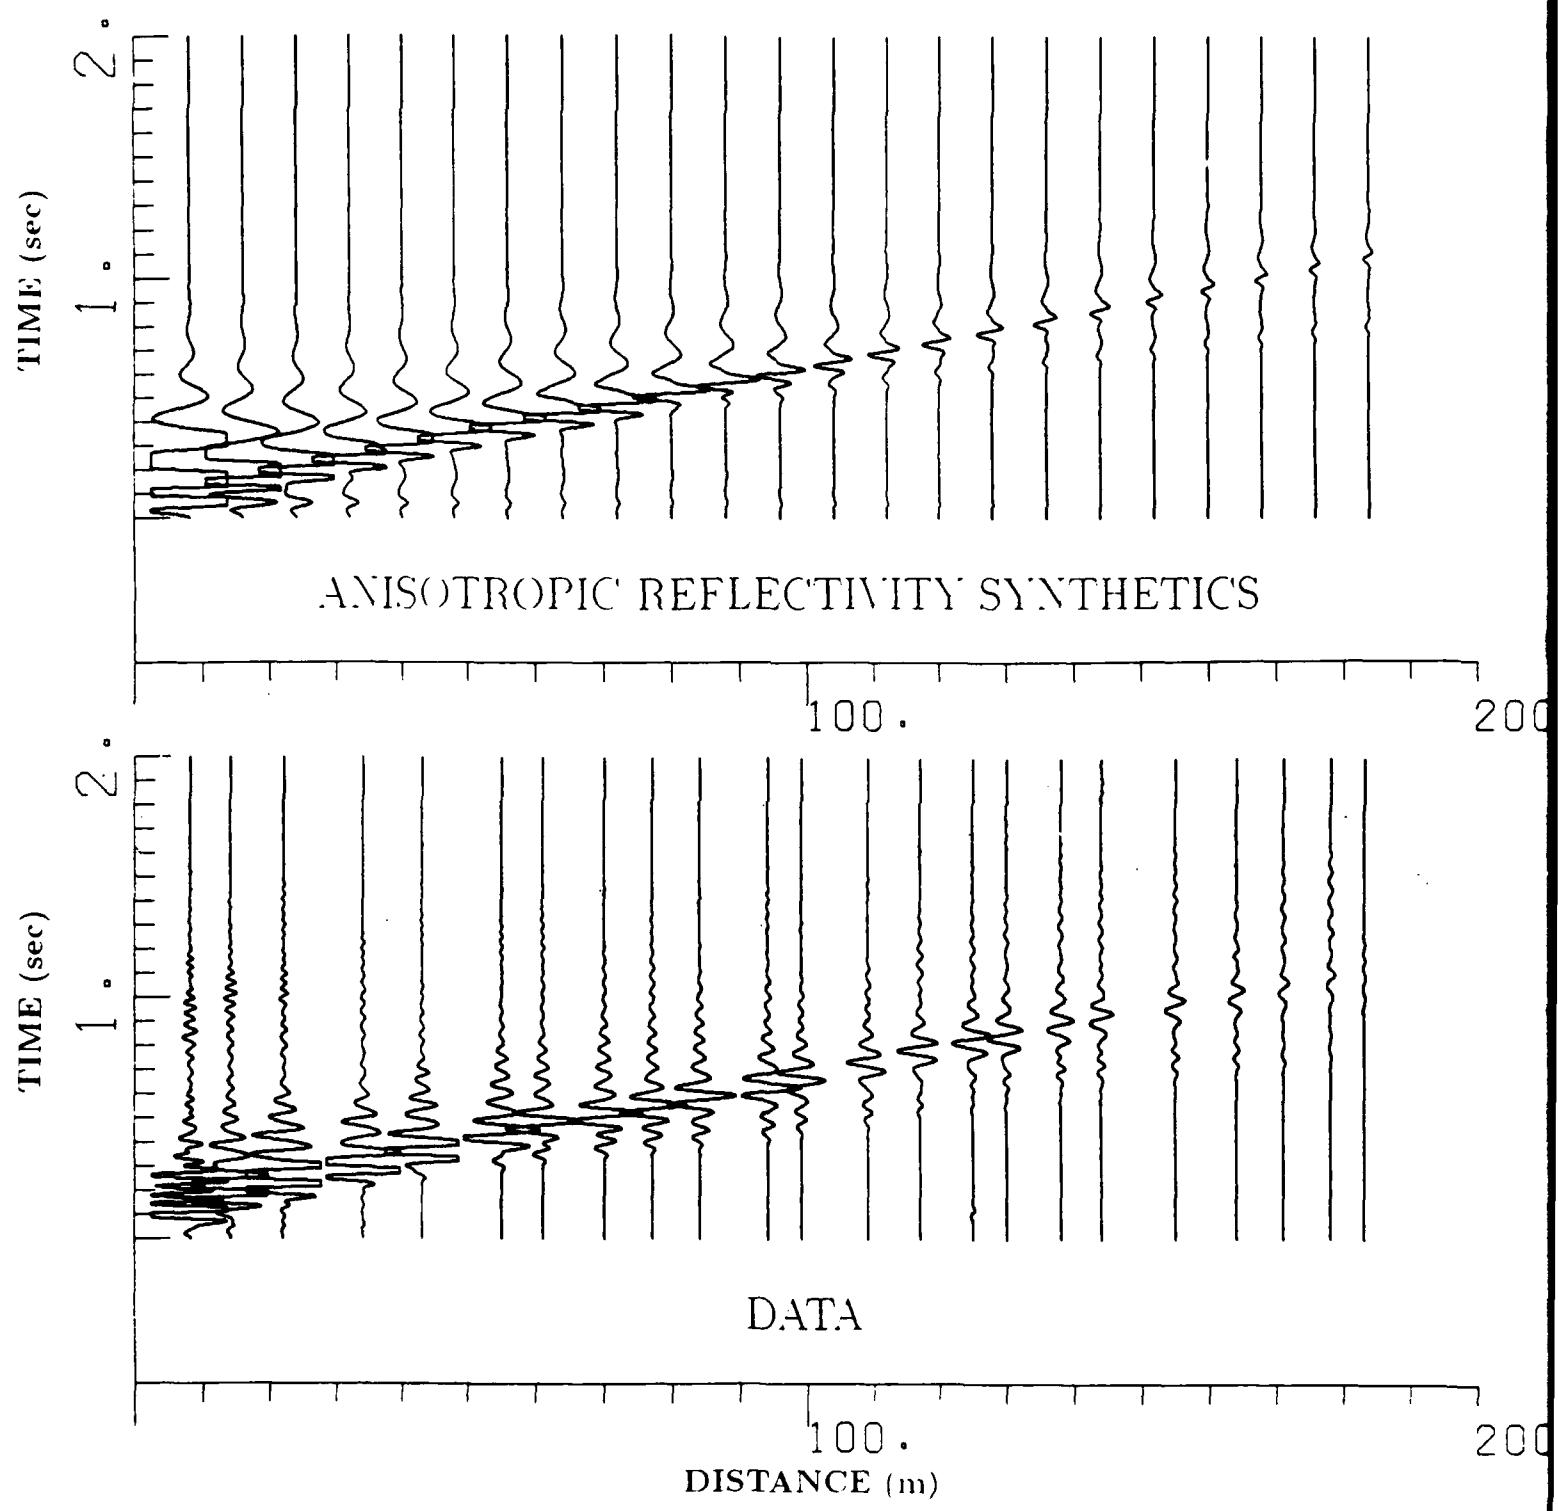 2.
TIME (sec)
1.
ANISOTROPIC REFLECTIVITY SYNTHETICS
100.
200
2.
TIME (sec)
1.
DATA
100.
200
DISTANCE (m)